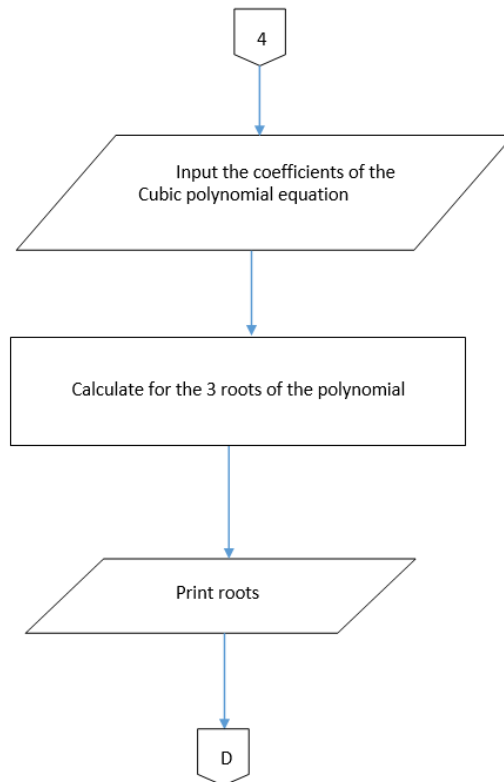 4
Input the coefficients of the
Cubic polynomial equation
Calculate for the 3 roots of the polynomial
Print roots
D